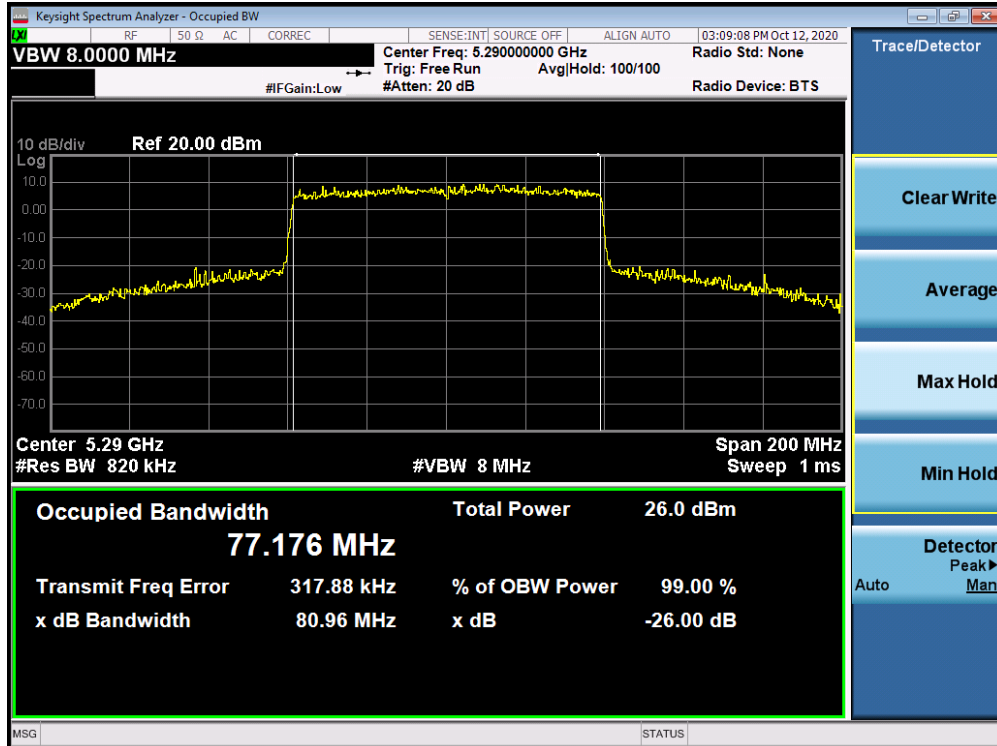 Keysight Spectrum Analyzer - Occupied BW
LXI RF 50 Ω AC CORREC SENSE:INT SOURCE OFF ALIGN AUTO 03:09:08 PM Oct 12, 2020
VBW 8.0000 MHz
Center Freq: 5.290000000 GHz Radio Std: None
Trig: Free Run Avg|Hold: 100/100
#IFGain:Low #Atten: 20 dB Radio Device: BTS
10 dB/div Ref 20.00 dBm
Log
10.0
0.00
-10.0
-20.0
-30.0
-40.0
-50.0
-60.0
-70.0
Center 5.29 GHz Span 200 MHz
#Res BW 820 kHz #VBW 8 MHz Sweep 1 ms
Occupied Bandwidth Total Power 26.0 dBm
77.176 MHz
Transmit Freq Error 317.88 kHz % of OBW Power 99.00 %
x dB Bandwidth 80.96 MHz x dB -26.00 dB
MSG STATUS
Trace/Detector
Clear Write
Average
Max Hold
Min Hold
Detector
Peak▶
Auto Man